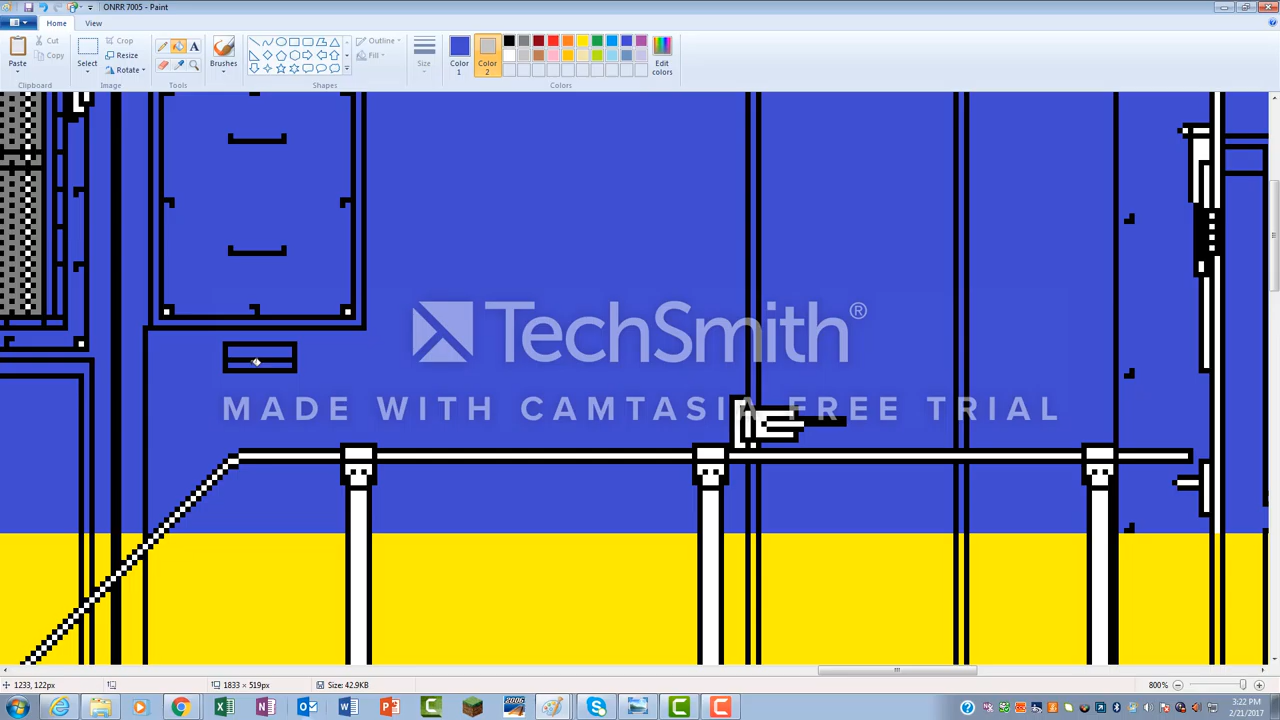 ONRR 7005 - Paint
Home
View
Paste
Cut
Copy
Clipboard
Select
Crop
Resize
Rotate
Image
A
Tools
Brushes
Shapes
Outline
Fill
Size
Color 1
Color 2
Edit colors
Colors
TechSmith®
MADE WITH CAMTASIA FREE TRIAL
1233, 122px
1833 × 519px
Size: 42.9KB
800%
2006
3:22 PM
2/21/2017